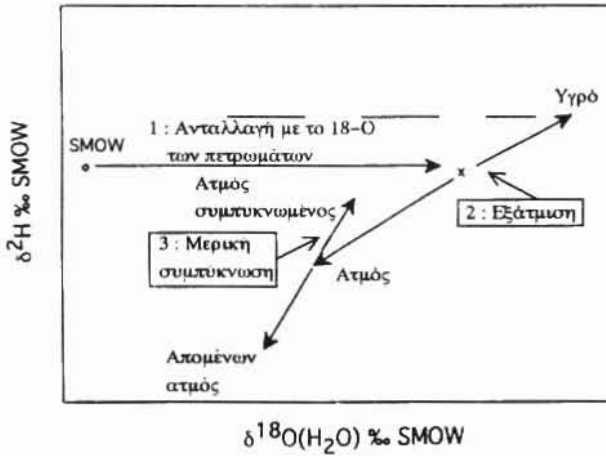 Υγρό
1 : Ανταλλαγή με το 18-Ο
των πετρωμάτων
SMOW
Ατμός
συμπυκνωμένος
2 : Εξάτμιση
3 : Μερική
συμπύκνωση
Ατμός
Απομένων
ατμός
δ²H ‰ SMOW
δ¹⁸O(H₂O) ‰ SMOW